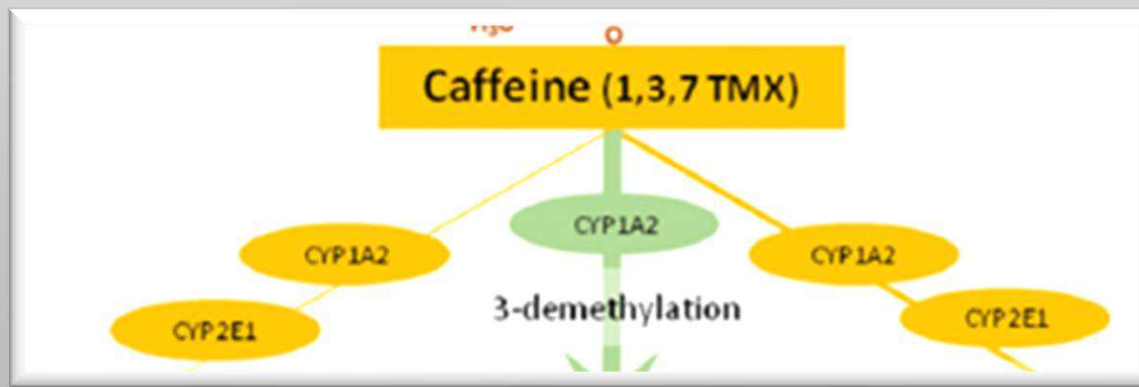 O
Caffeine (1,3,7 TMX)
CYP1A2
CYP1A2
CYP1A2
CYP2E1
3-demethylation
CYP2E1